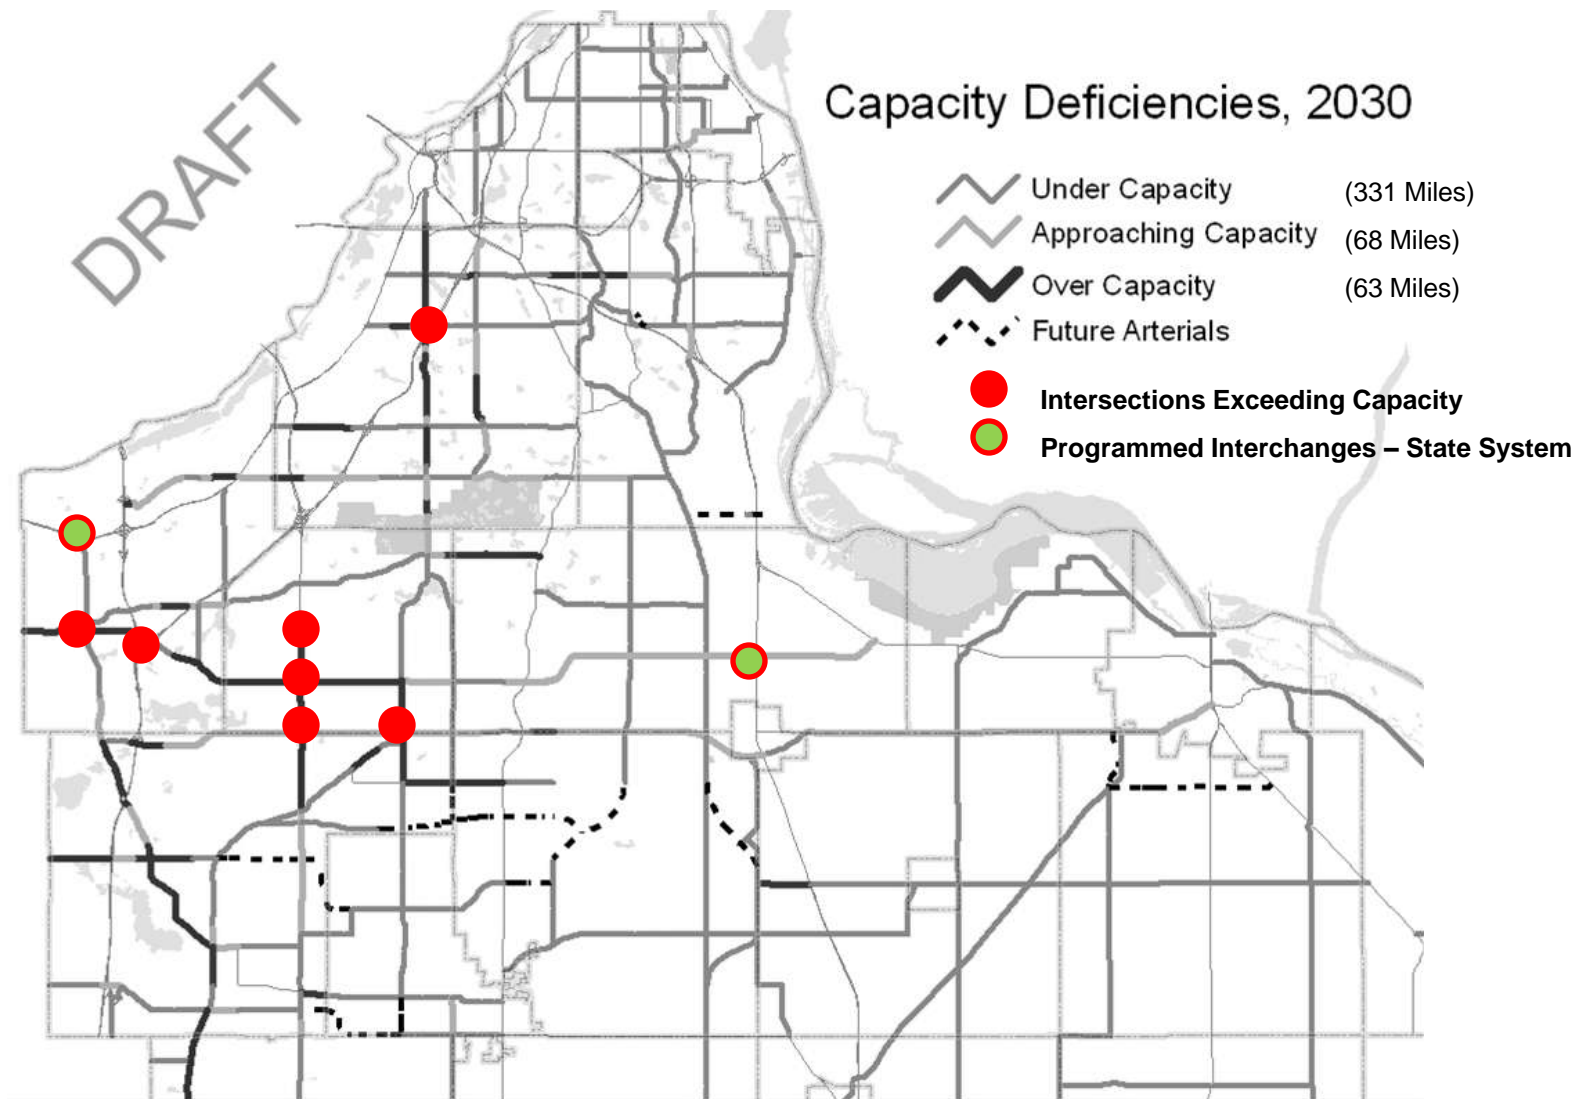 DRAFT
Capacity Deficiencies, 2030
Under Capacity (331 Miles)
Approaching Capacity (68 Miles)
Over Capacity (63 Miles)
Future Arterials
Intersections Exceeding Capacity
Programmed Interchanges – State System